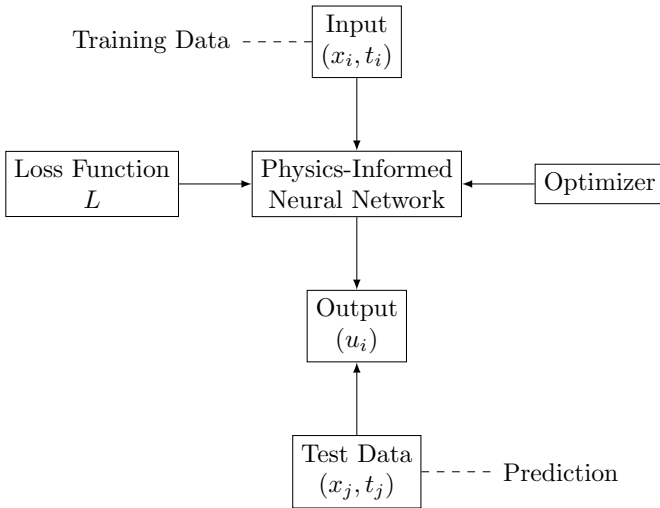 Input
Training Data
(x_i, t_i)
Loss Function
L
Physics-Informed
Neural Network
Optimizer
Output
(u_i)
Test Data
(x_j, t_j)
Prediction